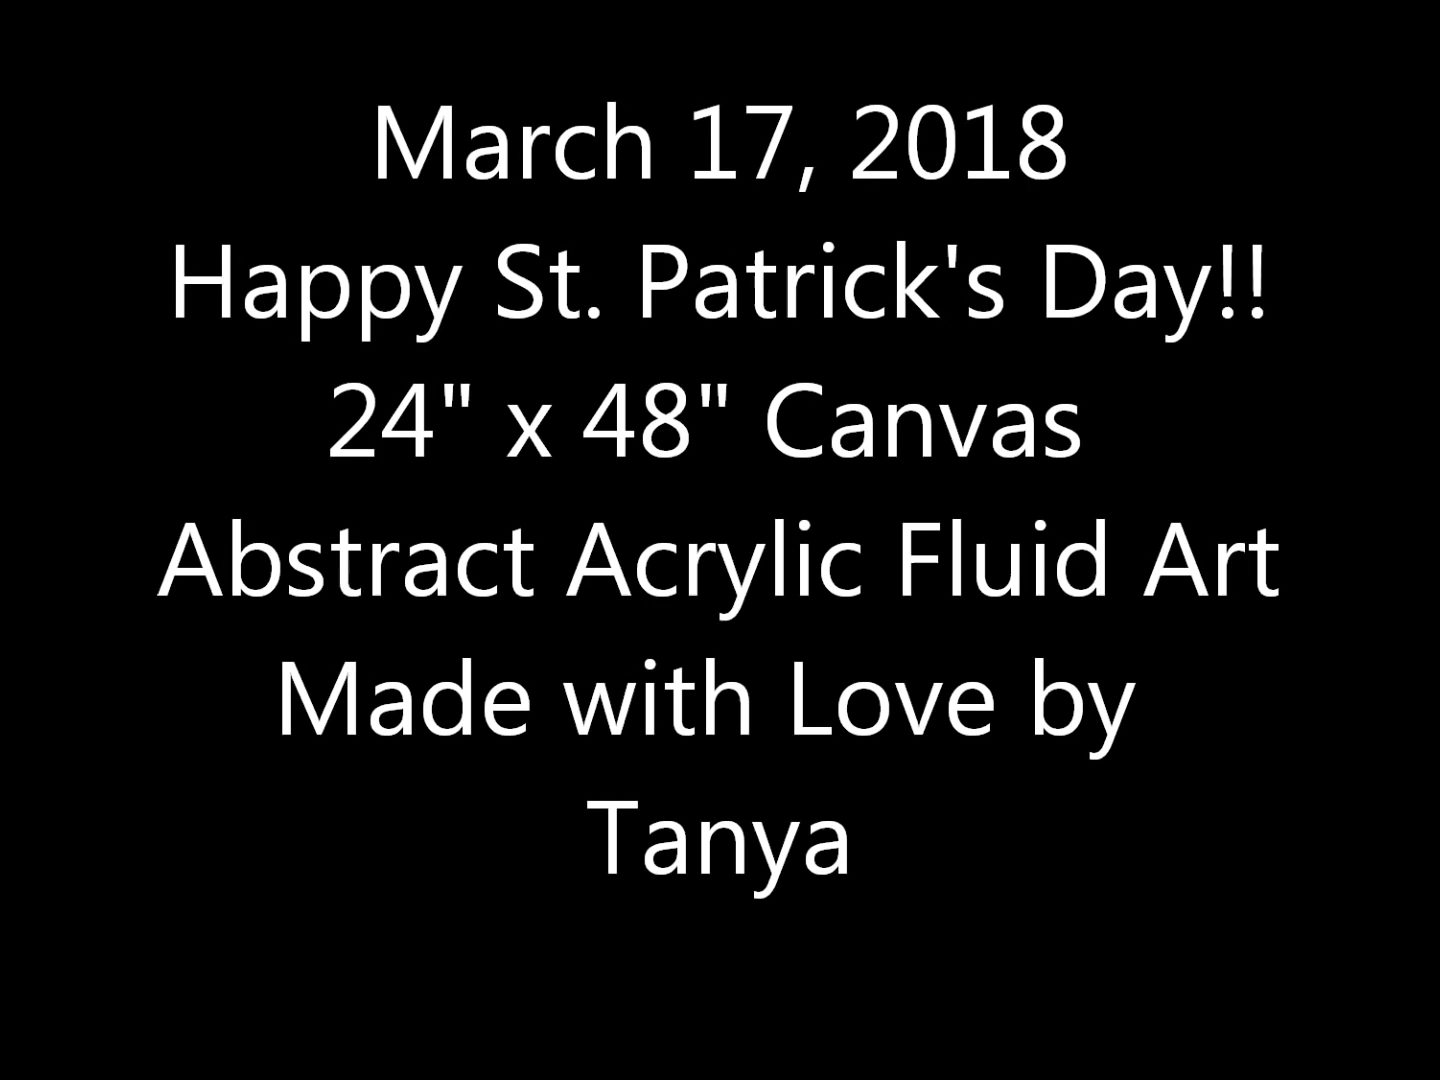 March 17, 2018
Happy St. Patrick's Day!!
24" x 48" Canvas
Abstract Acrylic Fluid Art
Made with Love by
Tanya